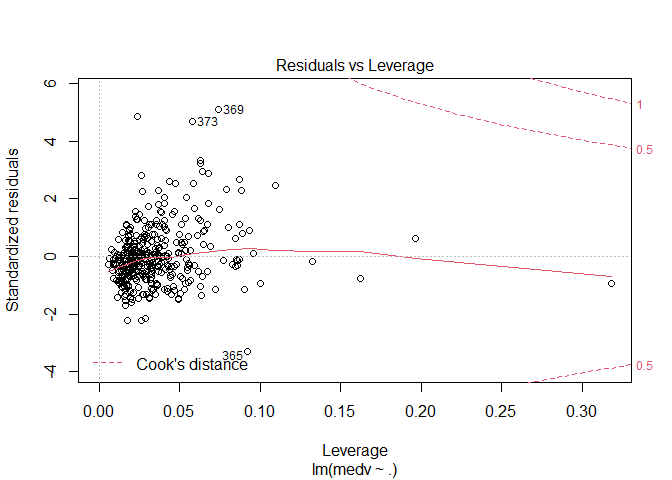 Residuals vs Leverage
Standardized residuals
6
4
2
0
-2
-4
369
373
365
1
0.5
0.5
Cook's distance
0.00 0.05 0.10 0.15 0.20 0.25 0.30
Leverage
lm(medv ~ .)